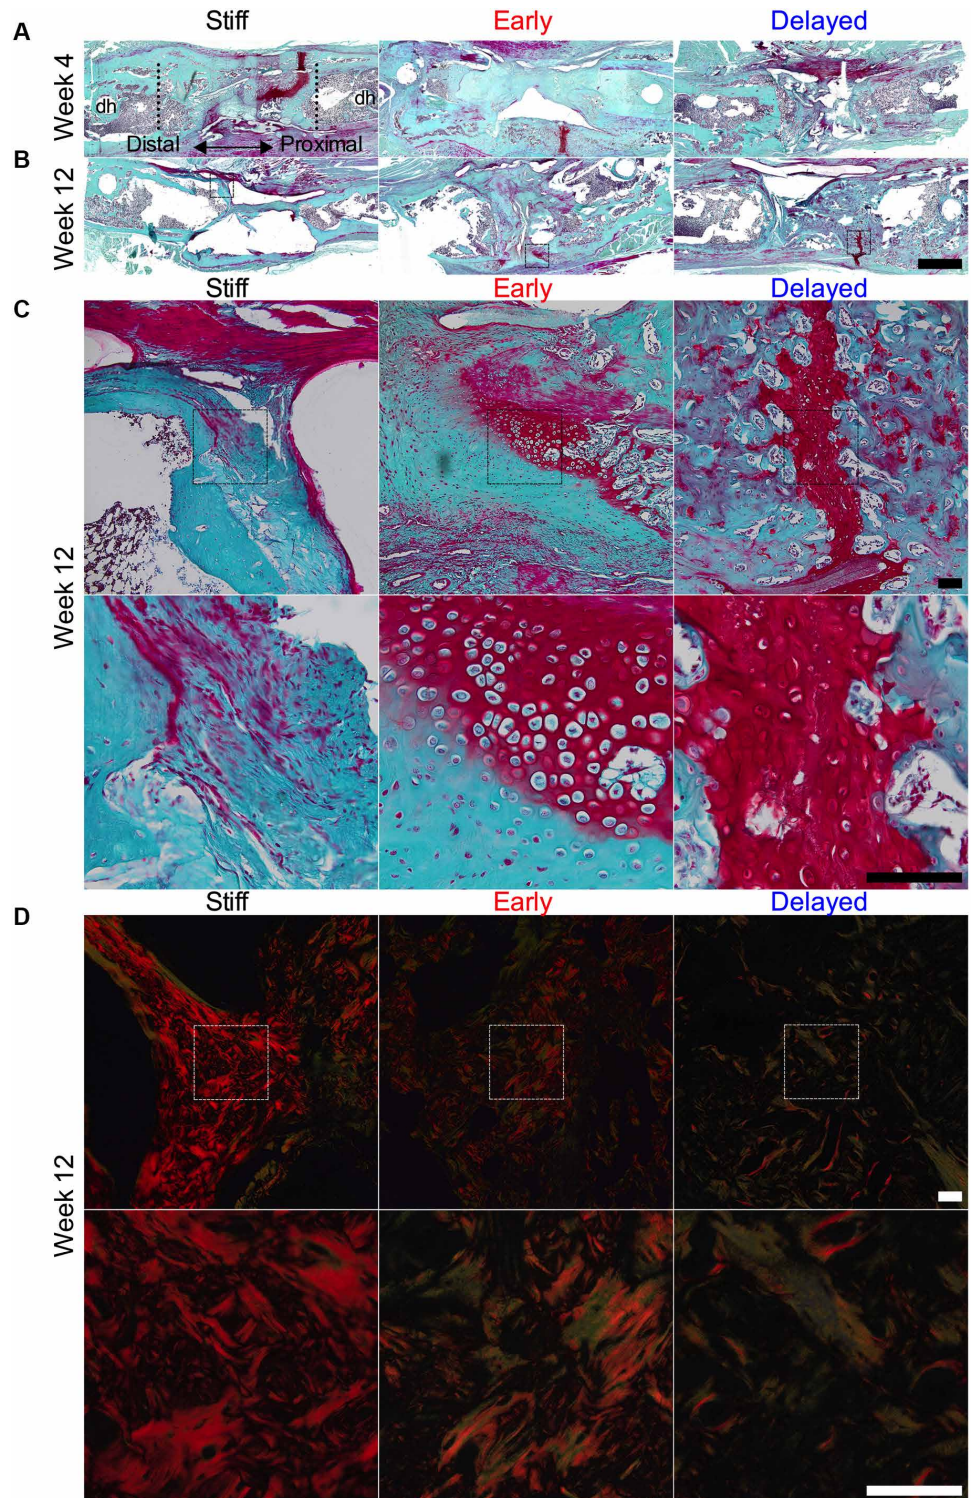 A
Stiff Early Delayed
Week 4
dh dh
Distal Proximal
B
Week 12
C
Stiff Early Delayed
Week 12
D
Stiff Early Delayed
Week 12